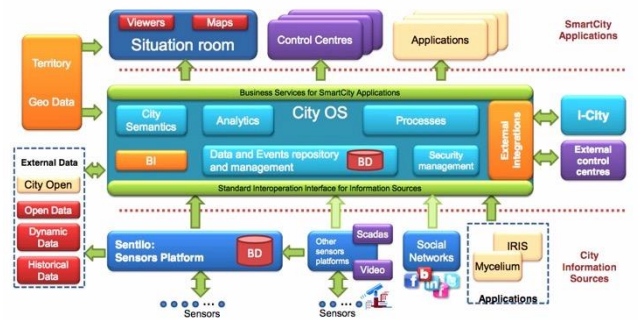 Viewers
Maps
Situation room
Control Centres
Applications
SmartCity
Applications
Territory
Geo Data
Business Services for SmartCity Applications
City OS
City
Semantics
Analytics
Processes
External
integrations
I-City
BI
Data and Events repository
and management
BD
Security
management
External
control
centres
Standard Interoperation Interface for Information Sources
External Data
City Open
Open Data
Dynamic
Data
Historical
Data
Sentilo:
Sensors Platform
BD
Other
sensors
platforms
Scadas
Video
Social
Networks
IRIS
Mycelium
Applications
City
Information
Sources
Sensors
Sensors